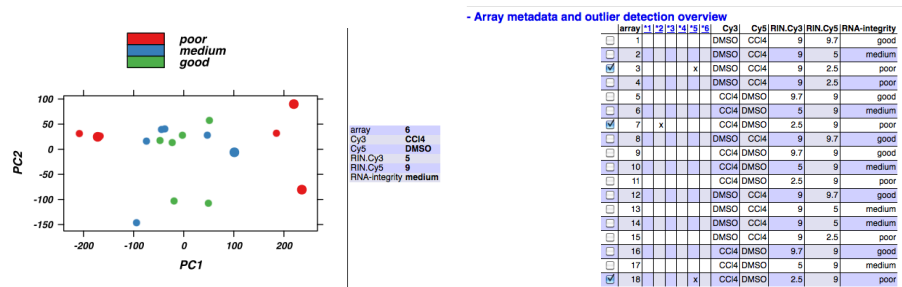 poor
medium
good
PC2
100
50
0
-50
-100
-150
-200 -100 0 100 200
PC1
array 6
Cy3 CCl4
Cy5 DMSO
RIN.Cy3 5
RIN.Cy5 9
RNA-integrity medium
- Array metadata and outlier detection overview
array *1 *2 *3 *4 *5 *6 Cy3 Cy5 RIN.Cy3 RIN.Cy5 RNA-integrity
1 DMSO CCl4 9 9.7 good
2 DMSO CCl4 9 5 medium
3 x DMSO CCl4 9 2.5 poor
4 DMSO CCl4 9 2.5 poor
5 CCl4 DMSO 9.7 9 good
6 CCl4 DMSO 5 9 medium
7 x CCl4 DMSO 2.5 9 poor
8 DMSO CCl4 9 9.7 good
9 CCl4 DMSO 9.7 9 good
10 CCl4 DMSO 5 9 medium
11 CCl4 DMSO 2.5 9 poor
12 DMSO CCl4 9 9.7 good
13 DMSO CCl4 9 5 medium
14 DMSO CCl4 9 5 medium
15 DMSO CCl4 9 2.5 poor
16 CCl4 DMSO 9.7 9 good
17 CCl4 DMSO 5 9 medium
18 x CCl4 DMSO 2.5 9 poor